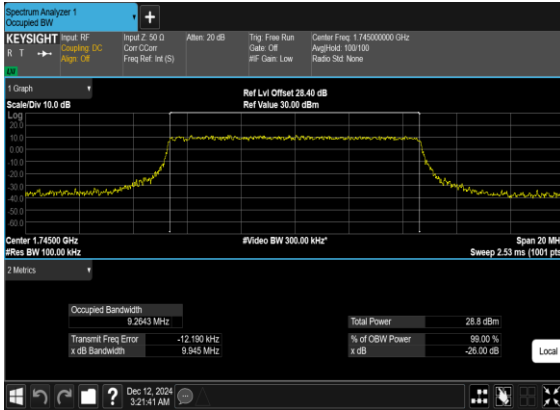 Spectrum Analyzer 1
Occupied BW
+
KEYSIGHT Input: RF Input Z: 50 Ω Atten: 20 dB Trig: Free Run Center Freq: 1.745000000 GHz
R T Coupling: DC Corr CCorr Gate: Off Avg|Hold: 100/100
Align: Off Freq Ref: Int (S) #IF Gain: Low Radio Std: None
1 Graph
Ref Lvl Offset 28.40 dB
Scale/Div 10.0 dB Ref Value 30.00 dBm
Log
20.0
10.0
0.00
-10.0
-20.0
-30.0
-40.0
-50.0
-60.0
Center 1.74500 GHz #Video BW 300.00 kHz* Span 20 MH
#Res BW 100.00 kHz Sweep 2.53 ms (1001 pts
2 Metrics
Occupied Bandwidth
9.2643 MHz Total Power 28.8 dBm
Transmit Freq Error -12.190 kHz % of OBW Power 99.00 %
x dB Bandwidth 9.945 MHz x dB -26.00 dB
Local
? Dec 12, 2024
3:21:41 AM